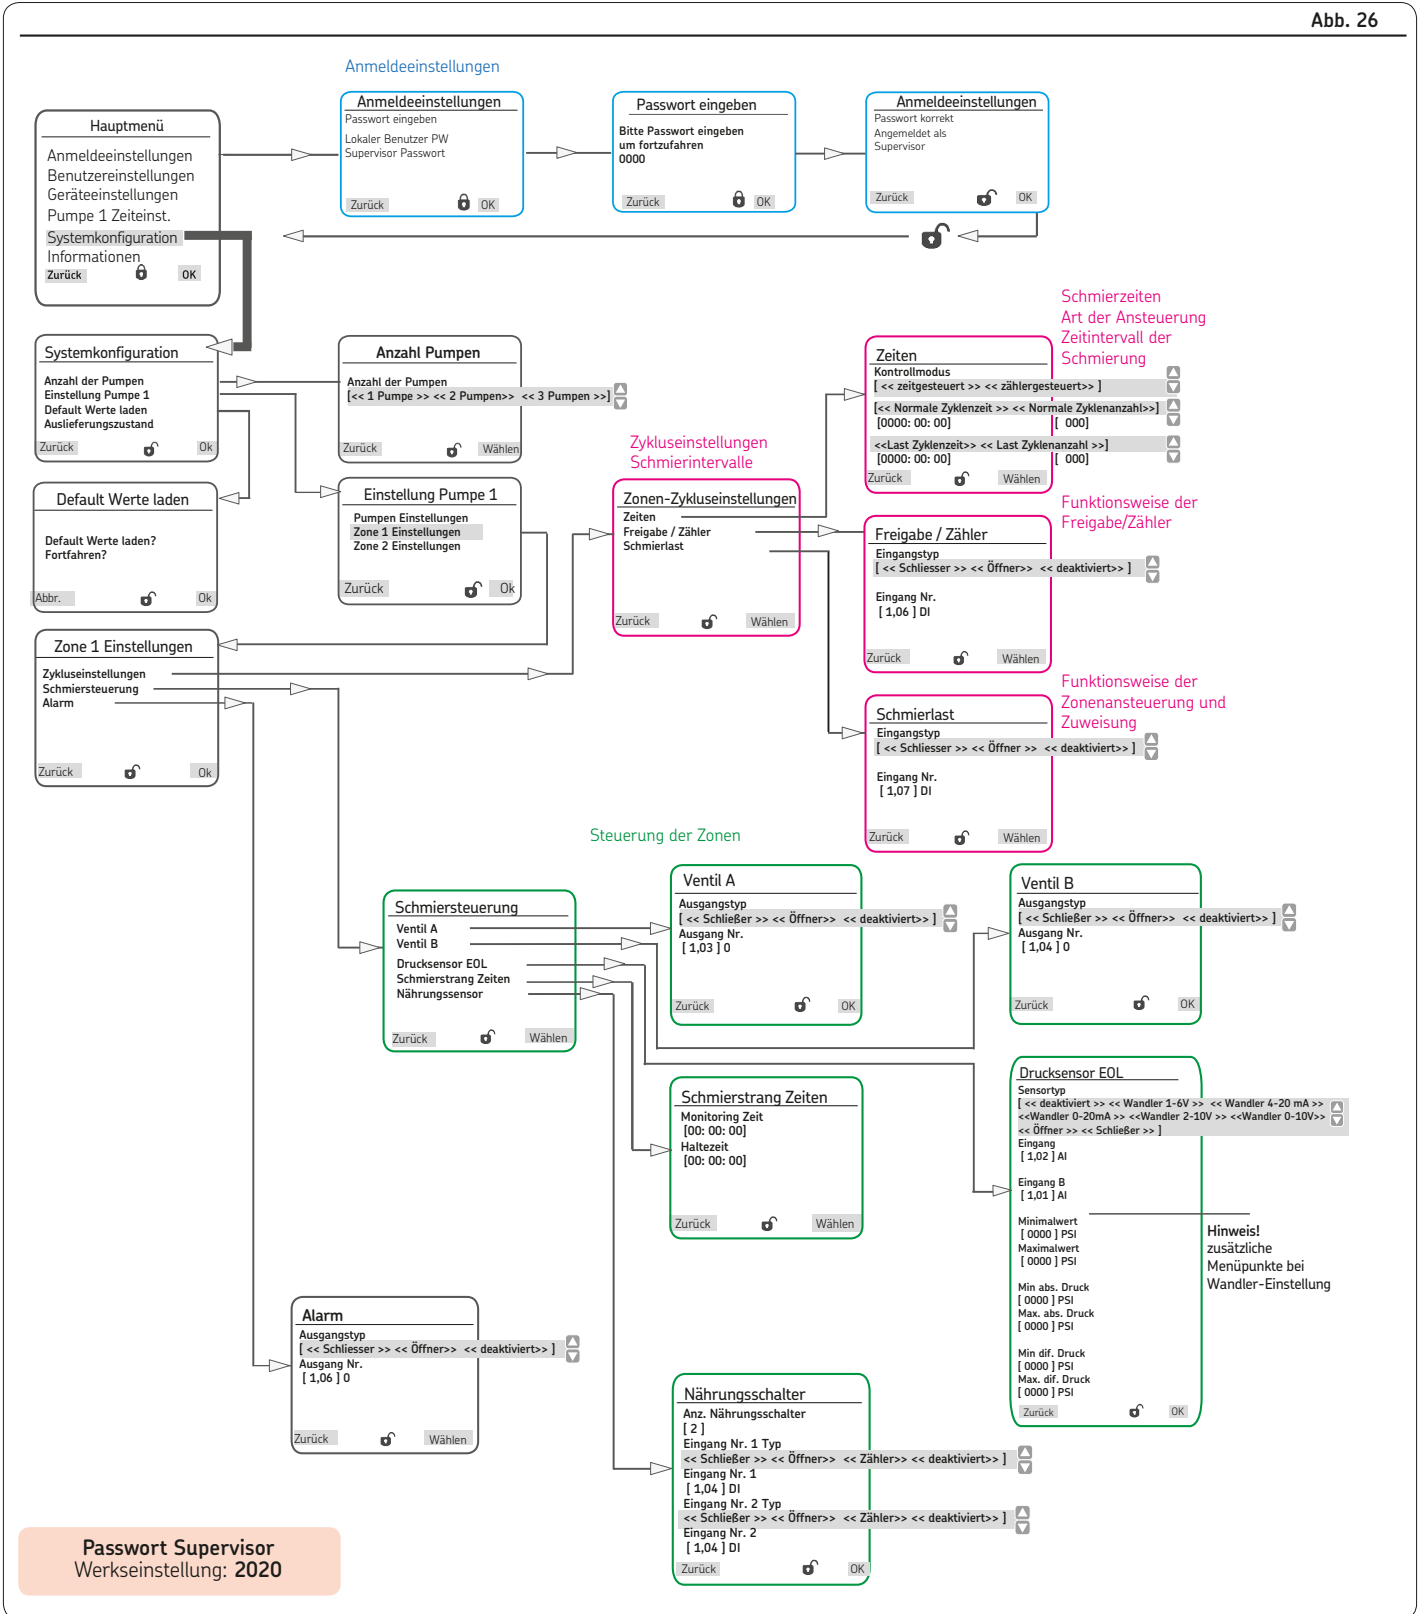 Abb. 26
Anmeldeeinstellungen
Hauptmenü
Anmeldeeinstellungen
Benutzereinstellungen
Geräteeinstellungen
Pumpe 1 Zeiteinst.
Systemkonfiguration
Informationen
Zurück OK
Anmeldeeinstellungen
Passwort eingeben
Lokaler Benutzer PW
Supervisor Passwort
Zurück OK
Passwort eingeben
Bitte Passwort eingeben
um fortzufahren
0000
Zurück OK
Anmeldeeinstellungen
Passwort korrekt
Angemeldet als
Supervisor
Zurück OK
Systemkonfiguration
Anzahl der Pumpen
Einstellung Pumpe 1
Default Werte laden
Auslieferungszustand
Zurück Ok
Anzahl Pumpen
Anzahl der Pumpen
[<< 1 Pumpe >> << 2 Pumpen>> << 3 Pumpen >>]
Zurück Wählen
Default Werte laden
Default Werte laden?
Fortfahren?
Abbr. Ok
Einstellung Pumpe 1
Pumpen Einstellungen
Zone 1 Einstellungen
Zone 2 Einstellungen
Zurück Ok
Zone 1 Einstellungen
Zykluseinstellungen
Schmiersteuerung
Alarm
Zurück Ok
Zykluseinstellungen
Schmierintervalle
Zonen-Zykluseinstellungen
Zeiten
Freigabe / Zähler
Schmierlast
Zurück Wählen
Schmierzeiten
Art der Ansteuerung
Zeitintervall der
Schmierung
Zeiten
Kontrollmodus
[ << zeitgesteuert >> << zählergesteuert>> ]
[<< Normale Zyklenzeit >> << Normale Zyklenanzahl>>]
[0000: 00: 00] [ 000]
<<Last Zyklenzeit>> << Last Zyklenanzahl >>]
[0000: 00: 00] [ 000]
Zurück Wählen
Funktionsweise der
Freigabe/Zähler
Freigabe / Zähler
Eingangstyp
[ << Schliesser >> << Öffner>> << deaktiviert>> ]
Eingang Nr.
[ 1,06 ] DI
Zurück Wählen
Funktionsweise der
Zonenansteuerung und
Zuweisung
Schmierlast
Eingangstyp
[ << Schliesser >> << Öffner >> << deaktiviert>> ]
Eingang Nr.
[ 1,07 ] DI
Zurück Wählen
Steuerung der Zonen
Schmiersteuerung
Ventil A
Ventil B
Drucksensor EOL
Schmierstrang Zeiten
Nährungssensor
Zurück Wählen
Ventil A
Ausgangstyp
[ << Schließer >> << Öffner>> << deaktiviert>> ]
Ausgang Nr.
[ 1,03 ] O
Zurück OK
Ventil B
Ausgangstyp
[ << Schließer >> << Öffner>> << deaktiviert>> ]
Ausgang Nr.
[ 1,04 ] O
Zurück OK
Schmierstrang Zeiten
Monitoring Zeit
[00: 00: 00]
Haltezeit
[00: 00: 00]
Zurück Wählen
Drucksensor EOL
Sensortyp
[ << deaktiviert >> << Wandler 1-6V >> << Wandler 4-20 mA >>
<<Wandler 0-20mA >> <<Wandler 2-10V >> <<Wandler 0-10V>>
<< Öffner >> << Schließer >> ]
Eingang
[ 1,02 ] AI
Eingang B
[ 1,01 ] AI
Minimalwert
[ 0000 ] PSI
Maximalwert
[ 0000 ] PSI
Min abs. Druck
[ 0000 ] PSI
Max. abs. Druck
[ 0000 ] PSI
Min dif. Druck
[ 0000 ] PSI
Max. dif. Druck
[ 0000 ] PSI
Zurück OK
Hinweis!
zusätzliche
Menüpunkte bei
Wandler-Einstellung
Alarm
Ausgangstyp
[ << Schliesser >> << Öffner>> << deaktiviert>> ]
Ausgang Nr.
[ 1,06 ] O
Zurück Wählen
Nährungsschalter
Anz. Nährungsschalter
[ 2 ]
Eingang Nr. 1 Typ
<< Schließer >> << Öffner>> << Zähler>> << deaktiviert>> ]
Eingang Nr. 1
[ 1,04 ] DI
Eingang Nr. 2 Typ
<< Schließer >> << Öffner>> << Zähler>> << deaktiviert>> ]
Eingang Nr. 2
[ 1,04 ] DI
Zurück OK
Passwort Supervisor
Werkseinstellung: 2020